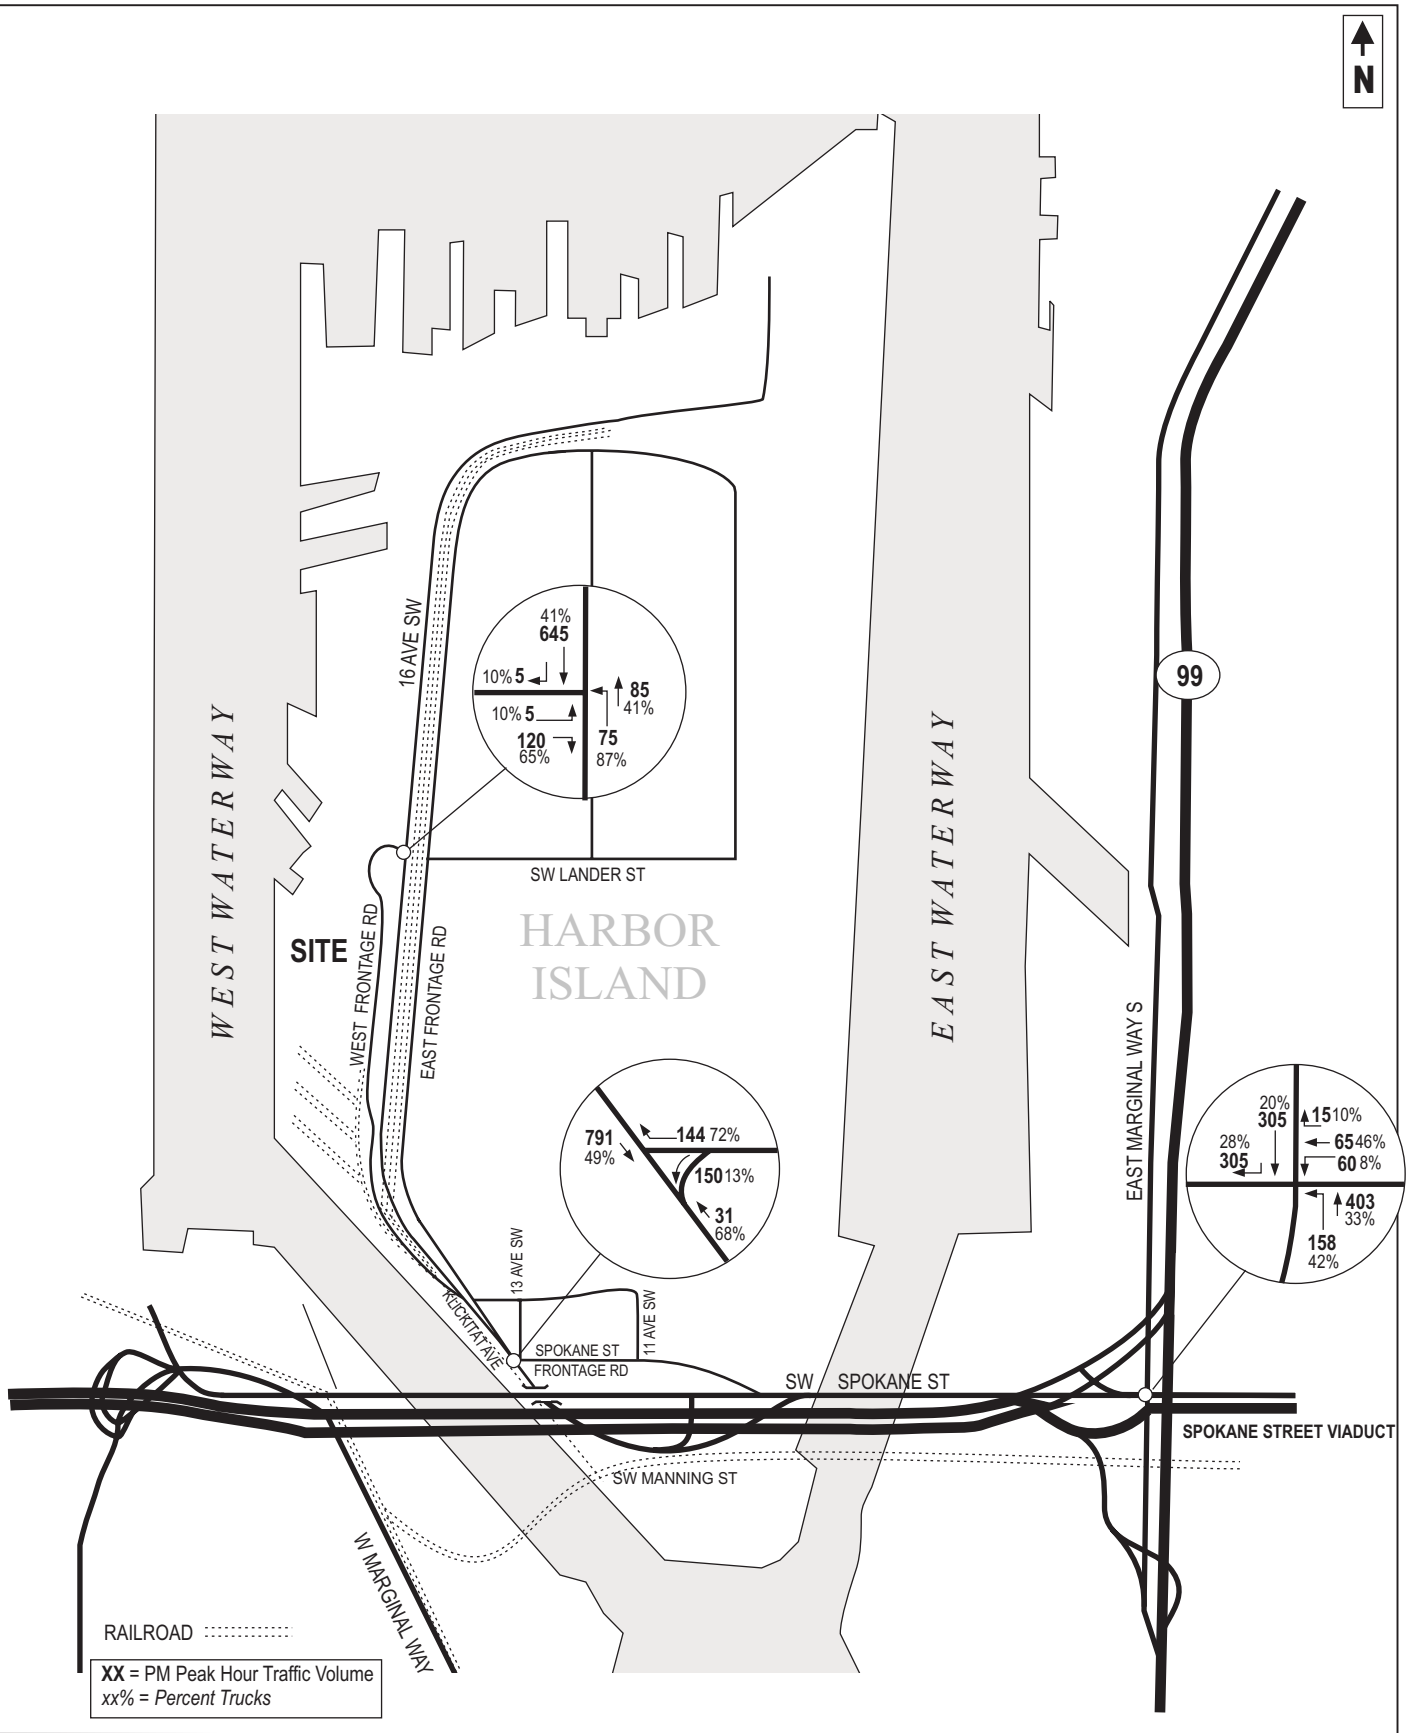 N
16 AVE SW
41%
645
10% 5
85
41%
10% 5
120
65%
75
87%
99
WEST WATERWAY
EAST WATERWAY
SW LANDER ST
HARBOR
ISLAND
SITE
WEST FRONTAGE RD
EAST FRONTAGE RD
EAST MARGINAL WAY S
791
49%
144 72%
150 13%
31
68%
20%
305
15 10%
28%
305
65 46%
60 8%
403
33%
158
42%
13 AVE SW
11 AVE SW
KLICKITAT AVE
SPOKANE ST
FRONTAGE RD
SW SPOKANE ST
SPOKANE STREET VIADUCT
SW MANNING ST
W MARGINAL WAY
RAILROAD
XX = PM Peak Hour Traffic Volume
xx% = Percent Trucks